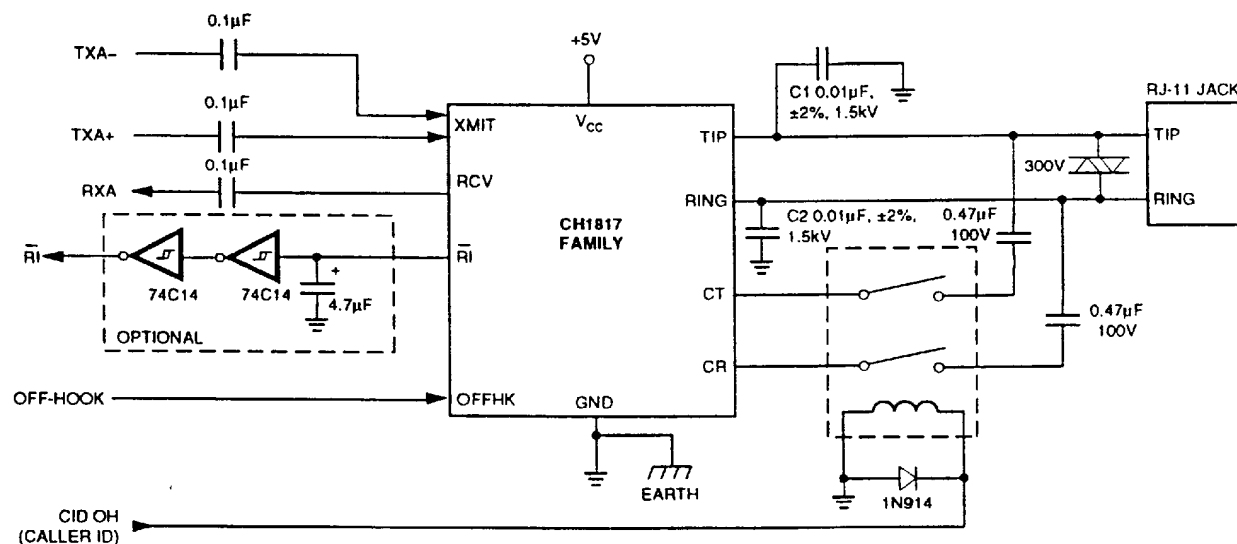 0.1µF
TXA–
0.1µF
TXA+
0.1µF
RXA
R̅I̅
74C14
74C14
+
4.7µF
OPTIONAL
OFF-HOOK
CID OH
(CALLER ID)
+5V
VCC
XMIT
RCV
R̅I̅
OFFHK
CH1817
FAMILY
GND
TIP
RING
CT
CR
EARTH
C1 0.01µF,
±2%, 1.5kV
C2 0.01µF, ±2%,
1.5kV
0.47µF
100V
0.47µF
100V
300V
1N914
RJ-11 JACK
TIP
RING